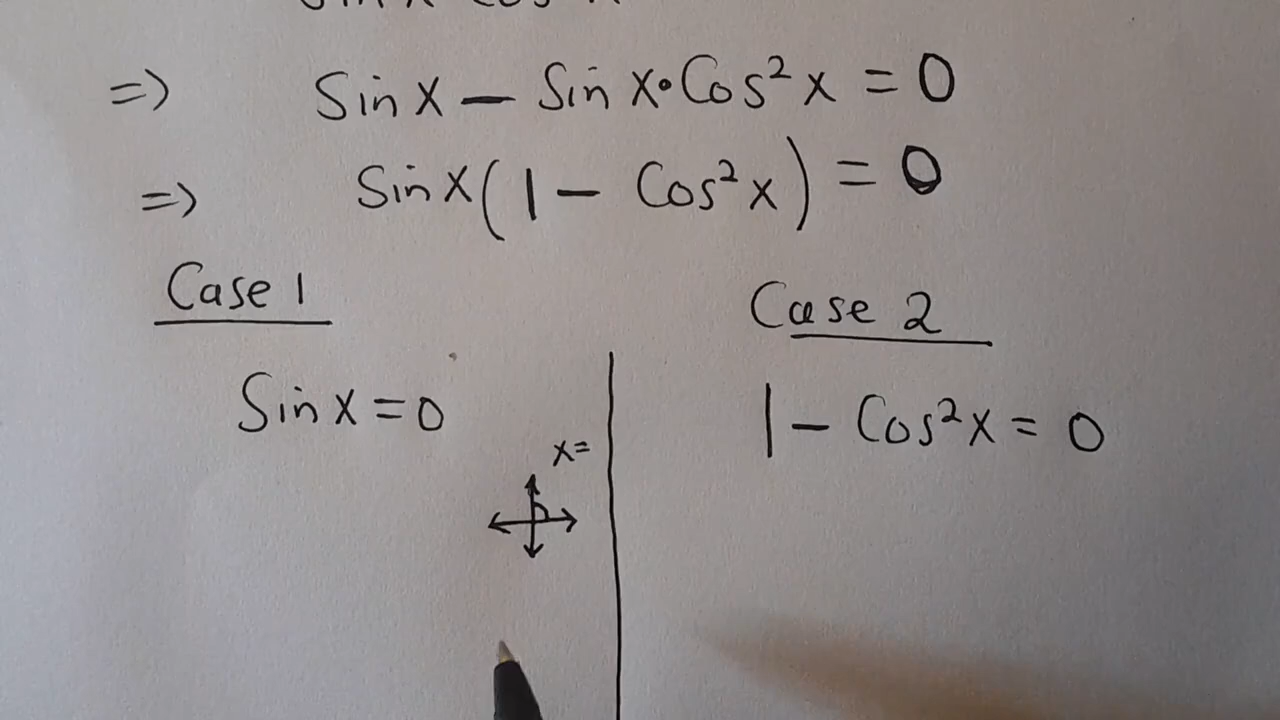 => Sin x − Sin x • Cos² x = 0
=> Sin x ( 1 − Cos² x ) = 0
Case 1
Sin x = 0
x =
Case 2
1 − Cos² x = 0